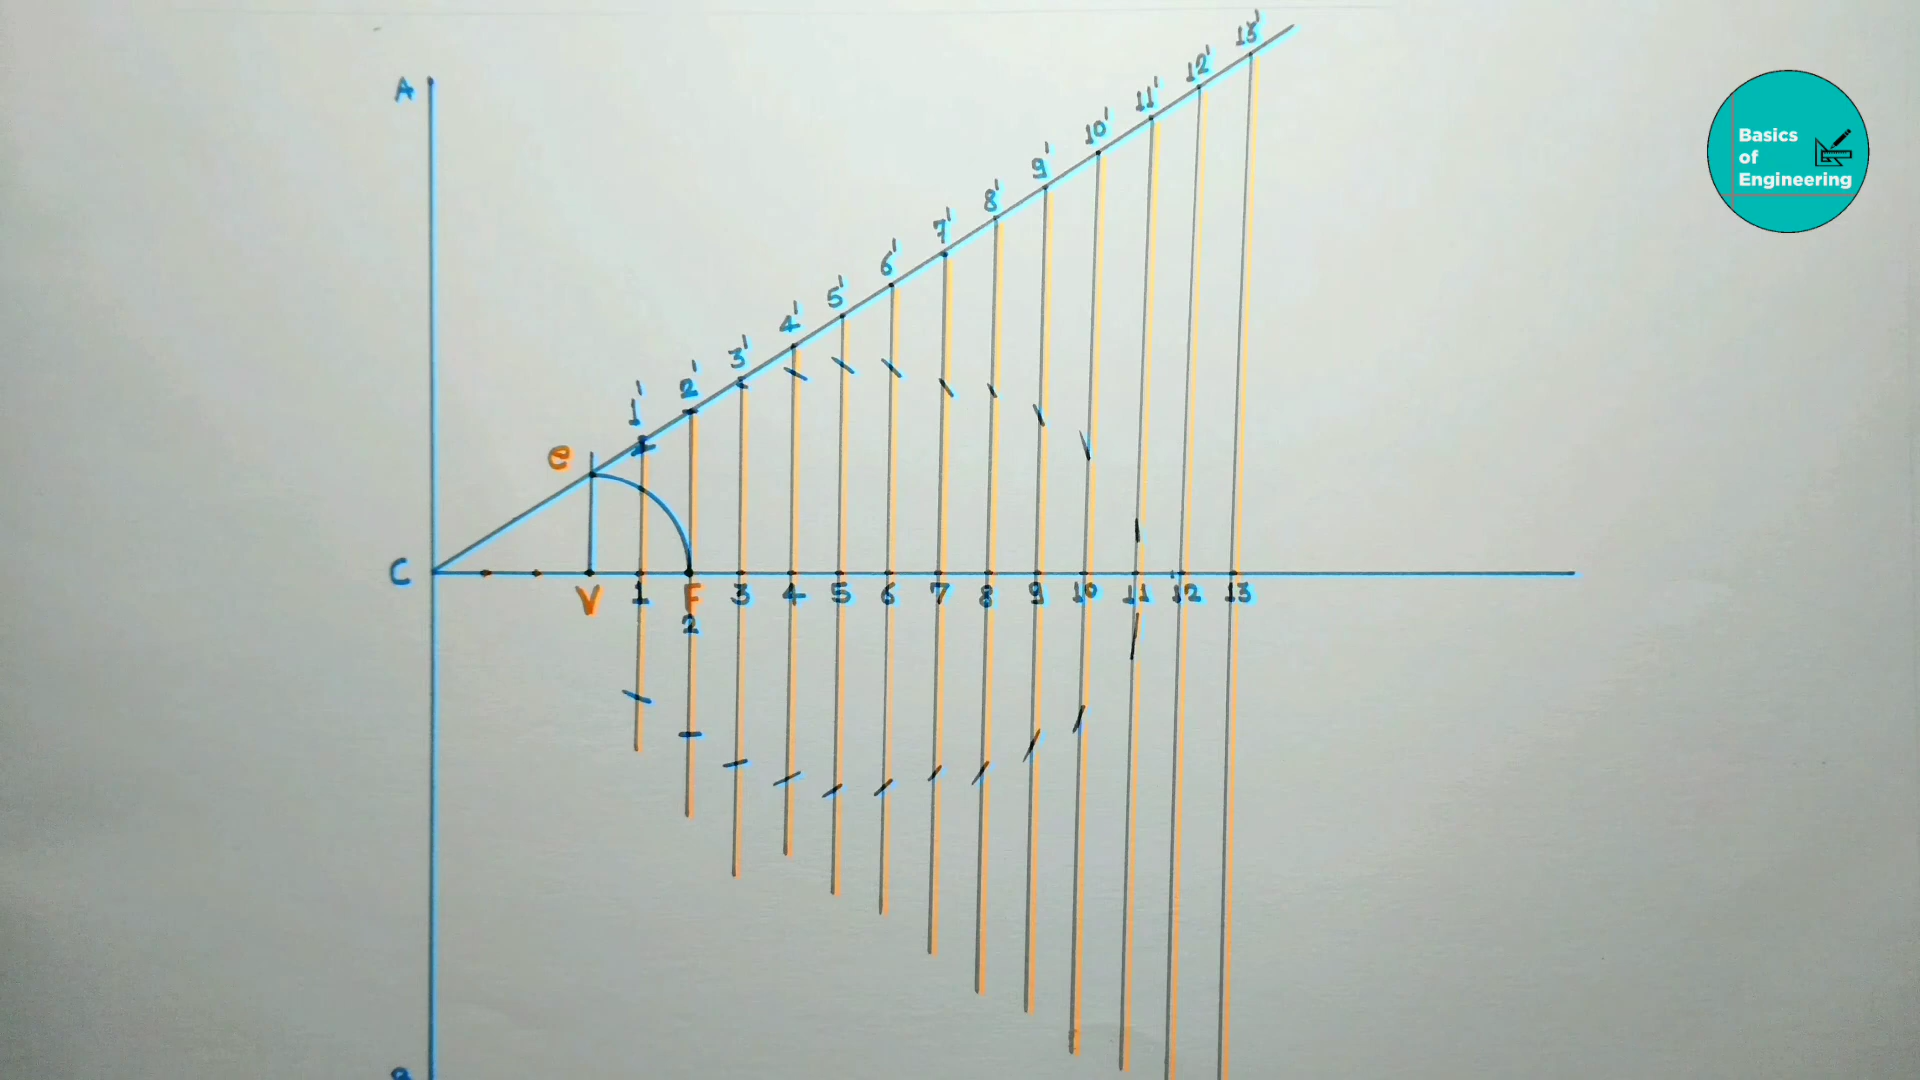 A
Basics
of
Engineering
1' 2' 3' 4' 5' 6' 7' 8' 9' 10' 11' 12' 13'
e
C
V 1 F 3 4 5 6 7 8 9 10 11 12 13
2